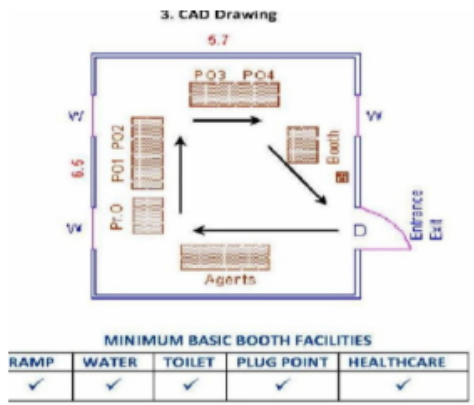 3. CAD Drawing
6.7
PO3 PO4
W
W
PO1 PO2
Booth
6.5
Pr.O
W
D
Entrance
Exit
Agents
MINIMUM BASIC BOOTH FACILITIES
RAMP WATER TOILET PLUG POINT HEALTHCARE
✓ ✓ ✓ ✓ ✓